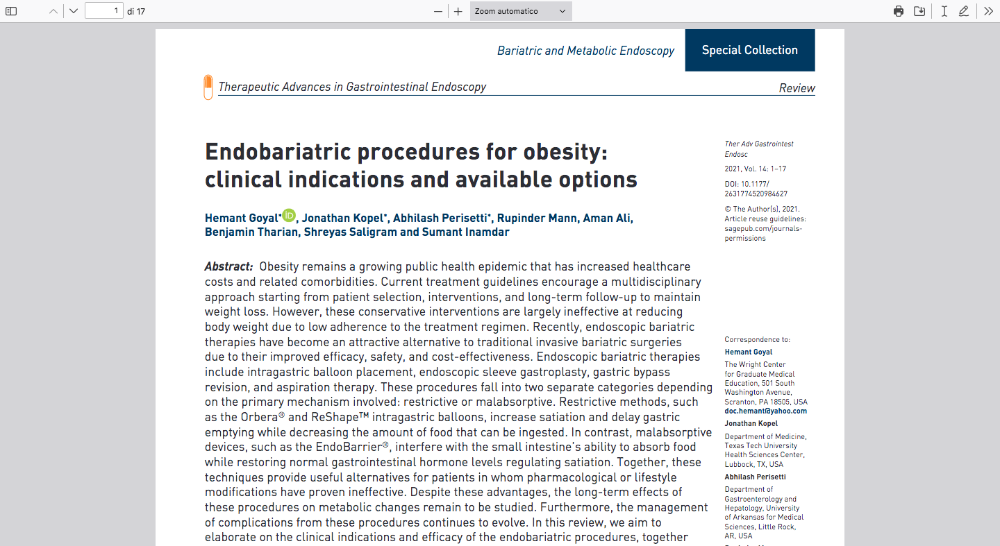 1 di 17
Zoom automatico
Bariatric and Metabolic Endoscopy
Special Collection
Therapeutic Advances in Gastrointestinal Endoscopy
Review
Endobariatric procedures for obesity:
clinical indications and available options
Hemant Goyal*iD, Jonathan Kopel*, Abhilash Perisetti*, Rupinder Mann, Aman Ali,
Benjamin Tharian, Shreyas Saligram and Sumant Inamdar
Abstract: Obesity remains a growing public health epidemic that has increased healthcare
costs and related comorbidities. Current treatment guidelines encourage a multidisciplinary
approach starting from patient selection, interventions, and long-term follow-up to maintain
weight loss. However, these conservative interventions are largely ineffective at reducing
body weight due to low adherence to the treatment regimen. Recently, endoscopic bariatric
therapies have become an attractive alternative to traditional invasive bariatric surgeries
due to their improved efficacy, safety, and cost-effectiveness. Endoscopic bariatric therapies
include intragastric balloon placement, endoscopic sleeve gastroplasty, gastric bypass
revision, and aspiration therapy. These procedures fall into two separate categories depending
on the primary mechanism involved: restrictive or malabsorptive. Restrictive methods, such
as the Orbera® and ReShape™ intragastric balloons, increase satiation and delay gastric
emptying while decreasing the amount of food that can be ingested. In contrast, malabsorptive
devices, such as the EndoBarrier®, interfere with the small intestine's ability to absorb food
while restoring normal gastrointestinal hormone levels regulating satiation. Together, these
techniques provide useful alternatives for patients in whom pharmacological or lifestyle
modifications have proven ineffective. Despite these advantages, the long-term effects of
these procedures on metabolic changes remain to be studied. Furthermore, the management
of complications from these procedures continues to evolve. In this review, we aim to
elaborate on the clinical indications and efficacy of the endobariatric procedures, together
Ther Adv Gastrointest
Endosc
2021, Vol. 14: 1–17
DOI: 10.1177/
2631774520984627
© The Author(s), 2021.
Article reuse guidelines:
sagepub.com/journals-
permissions
Correspondence to:
Hemant Goyal
The Wright Center
for Graduate Medical
Education, 501 South
Washington Avenue,
Scranton, PA 18505, USA
doc.hemant@yahoo.com
Jonathan Kopel
Department of Medicine,
Texas Tech University
Health Sciences Center,
Lubbock, TX, USA
Abhilash Perisetti
Department of
Gastroenterology and
Hepatology, University
of Arkansas for Medical
Sciences, Little Rock,
AR, USA